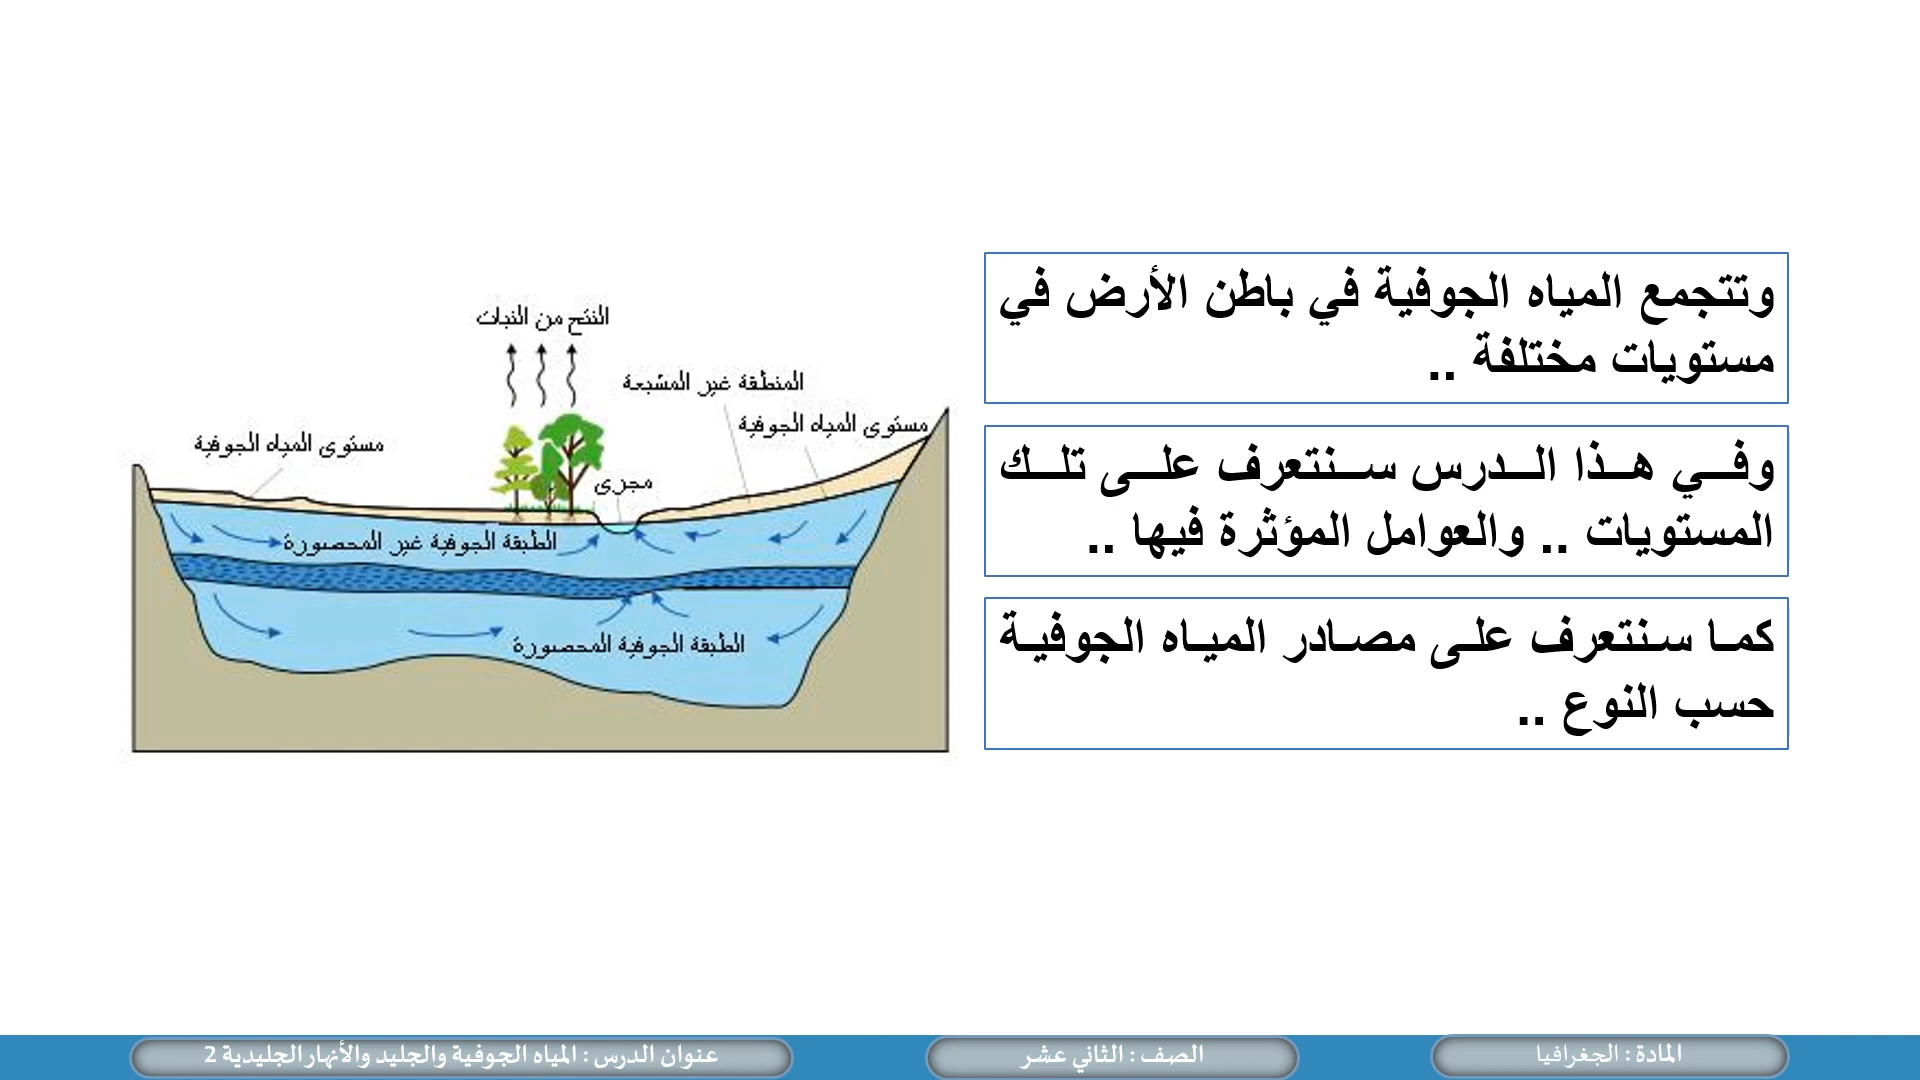 وتتجمع المياه الجوفية في باطن الأرض في
مستويات مختلفة ..
وفي هذا الدرس سنتعرف على تلك
المستويات .. والعوامل المؤثرة فيها ..
كما سنتعرف على مصادر المياه الجوفية
حسب النوع ..
النتح من النبات
المنطقة غير المشبعة
مستوى المياه الجوفية
مستوى المياه الجوفية
مجرى
الطبقة الجوفية غير المحصورة
الطبقة الجوفية المحصورة
المادة : الجغرافيا
الصف : الثاني عشر
عنوان الدرس : المياه الجوفية والجليد والأنهار الجليدية 2